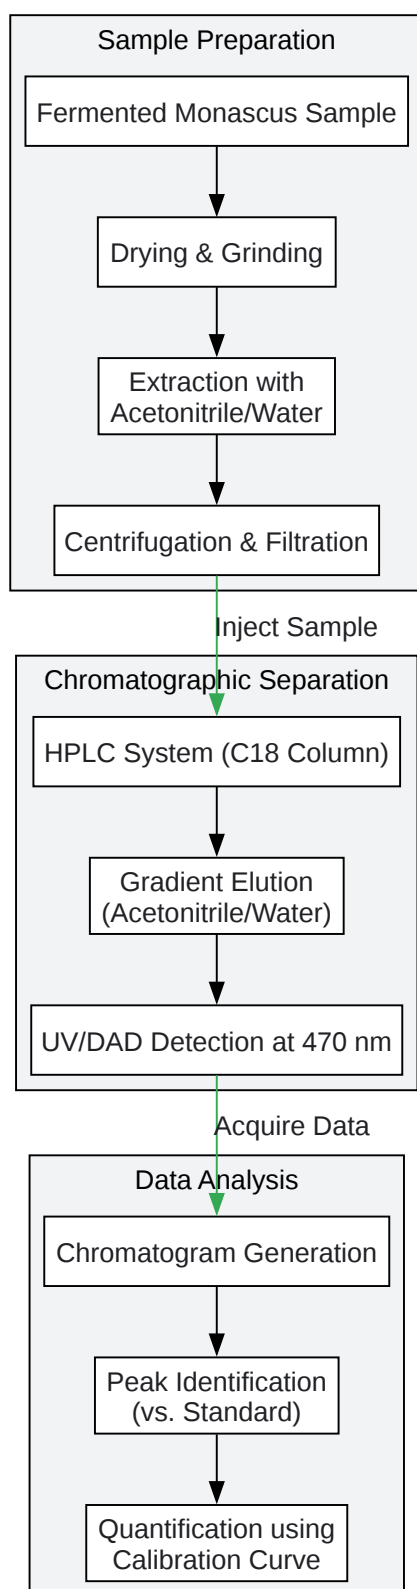 Sample Preparation
Fermented Monascus Sample
Drying & Grinding
Extraction with
Acetonitrile/Water
Centrifugation & Filtration
Inject Sample
Chromatographic Separation
HPLC System (C18 Column)
Gradient Elution
(Acetonitrile/Water)
UV/DAD Detection at 470 nm
Acquire Data
Data Analysis
Chromatogram Generation
Peak Identification
(vs. Standard)
Quantification using
Calibration Curve